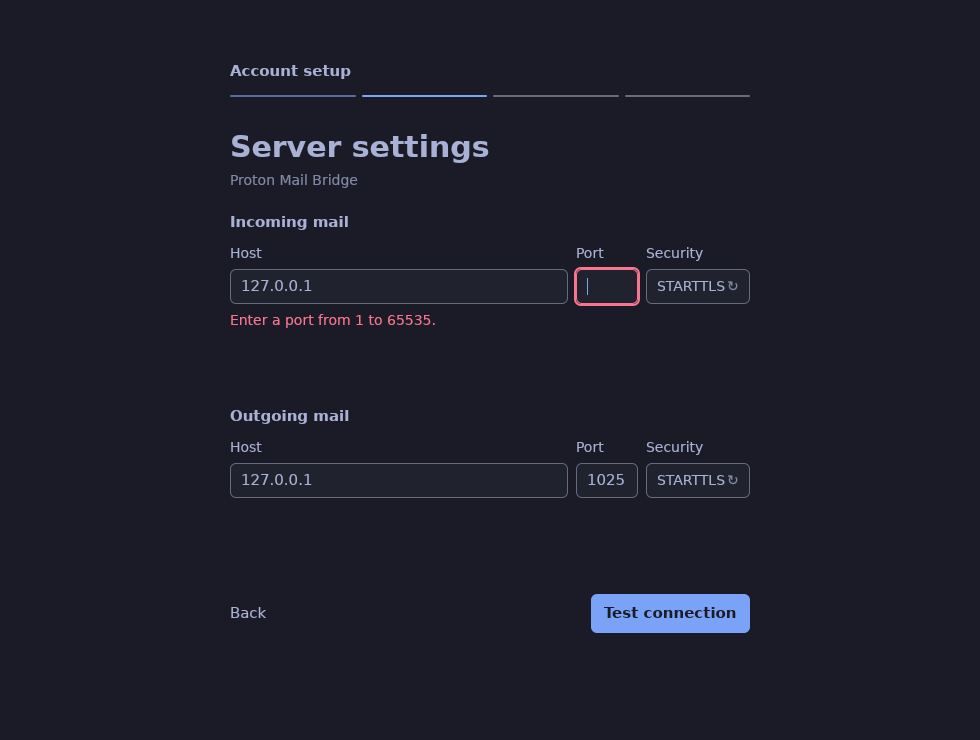 Account setup
Server settings
Proton Mail Bridge
Incoming mail
Host Port Security
127.0.0.1 STARTTLS ↻
Enter a port from 1 to 65535.
Outgoing mail
Host Port Security
127.0.0.1 1025 STARTTLS ↻
Back Test connection